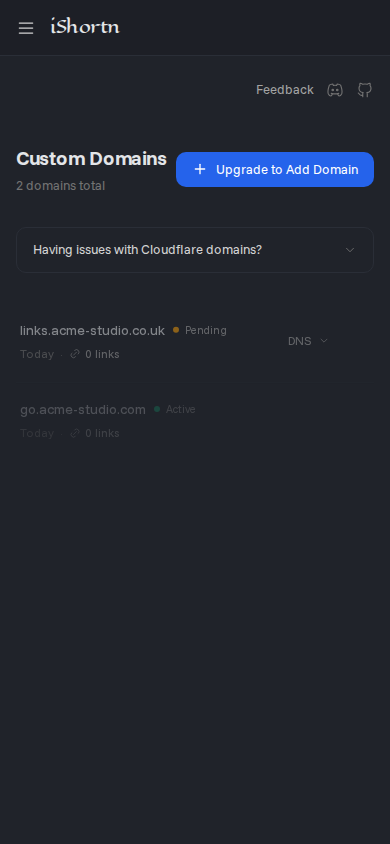 iShortn
Feedback
Custom Domains
2 domains total
Upgrade to Add Domain
Having issues with Cloudflare domains?
links.acme-studio.co.uk Pending
Today 0 links
DNS
go.acme-studio.com Active
Today 0 links